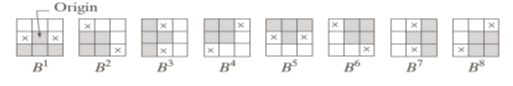 Origin
× × × × × × × × × × × × × × × ×
B¹ B² B³ B⁴ B⁵ B⁶ B⁷ B⁸